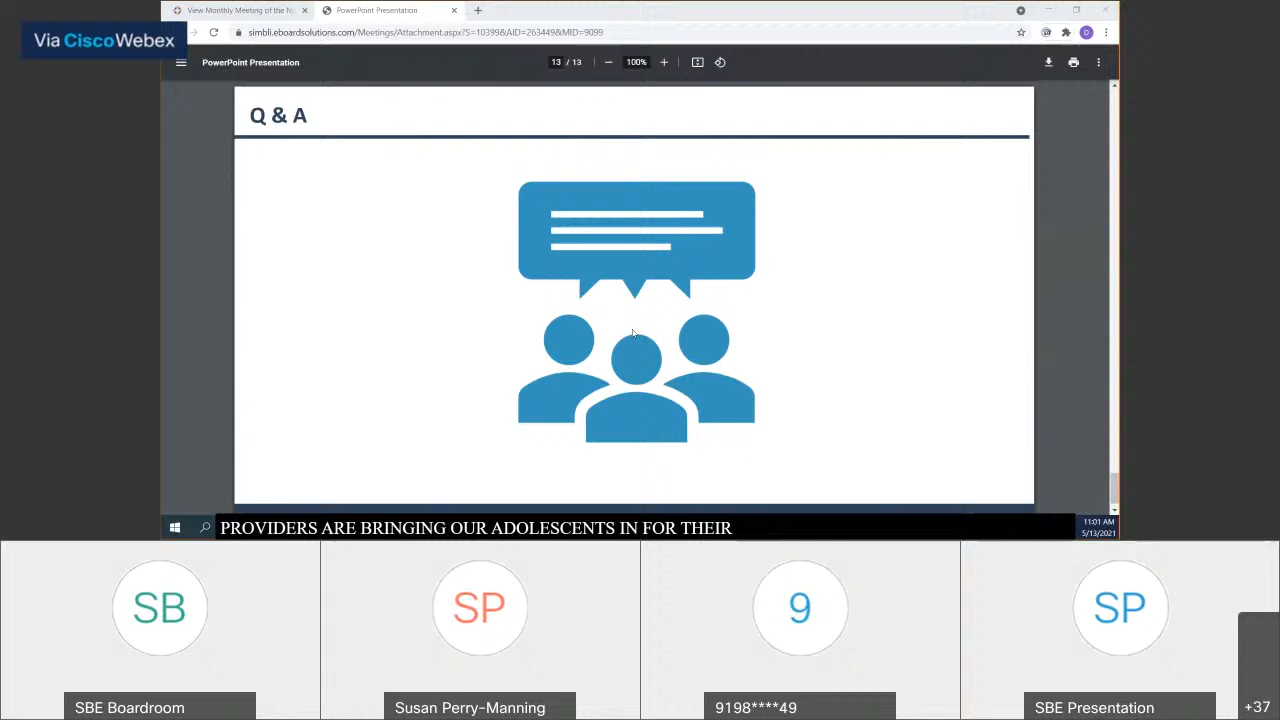 Via CiscoWebex
View Monthly Meeting of the N
PowerPoint Presentation
simbli.eboardsolutions.com/Meetings/Attachment.aspx?S=10399&AID=263449&MID=9099
PowerPoint Presentation
13 / 13
100%
Q & A
PROVIDERS ARE BRINGING OUR ADOLESCENTS IN FOR THEIR
11:01 AM
5/13/2021
SB
SP
9
SP
SBE Boardroom
Susan Perry-Manning
9198****49
SBE Presentation
+37